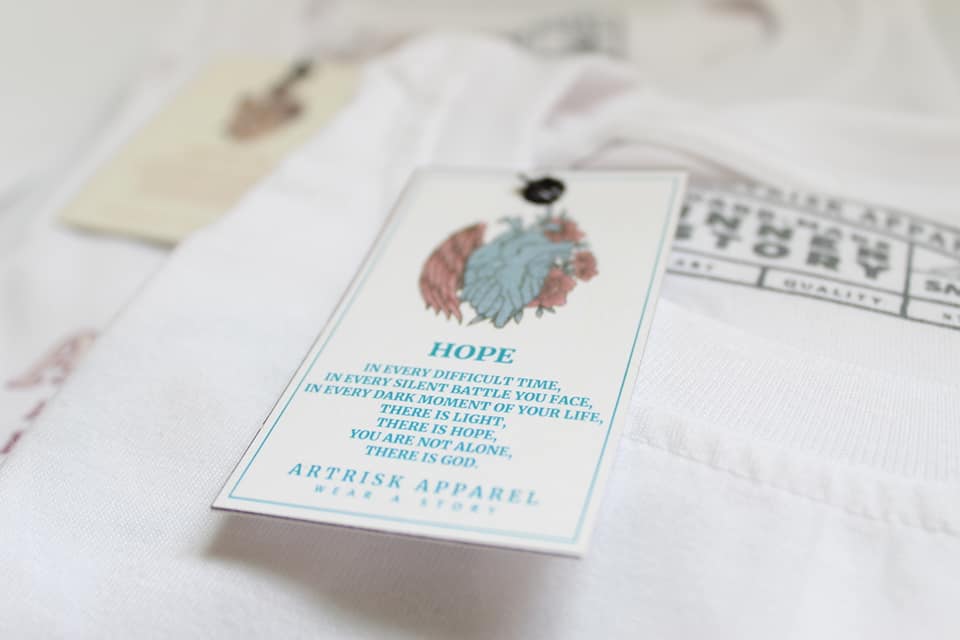 HOPE
IN EVERY DIFFICULT TIME,
IN EVERY SILENT BATTLE YOU FACE,
IN EVERY DARK MOMENT OF YOUR LIFE,
THERE IS LIGHT,
THERE IS HOPE,
YOU ARE NOT ALONE,
THERE IS GOD.
ARTRISK APPAREL
WEAR A STORY
INNER
STORY
QUALITY